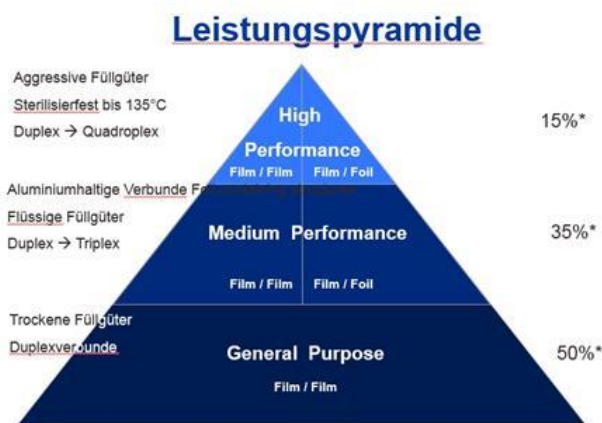 Leistungspyramide
Aggressive Füllgüter
Sterilisierfest bis 135°C
Duplex → Quadroplex
High
Performance
Film / Film
Film / Foil
15%*
Aluminiumhaltige Verbunde
Flüssige Füllgüter
Duplex → Triplex
Medium Performance
Film / Film
Film / Foil
35%*
Trockene Füllgüter
Duplexverbunde
General Purpose
Film / Film
50%*